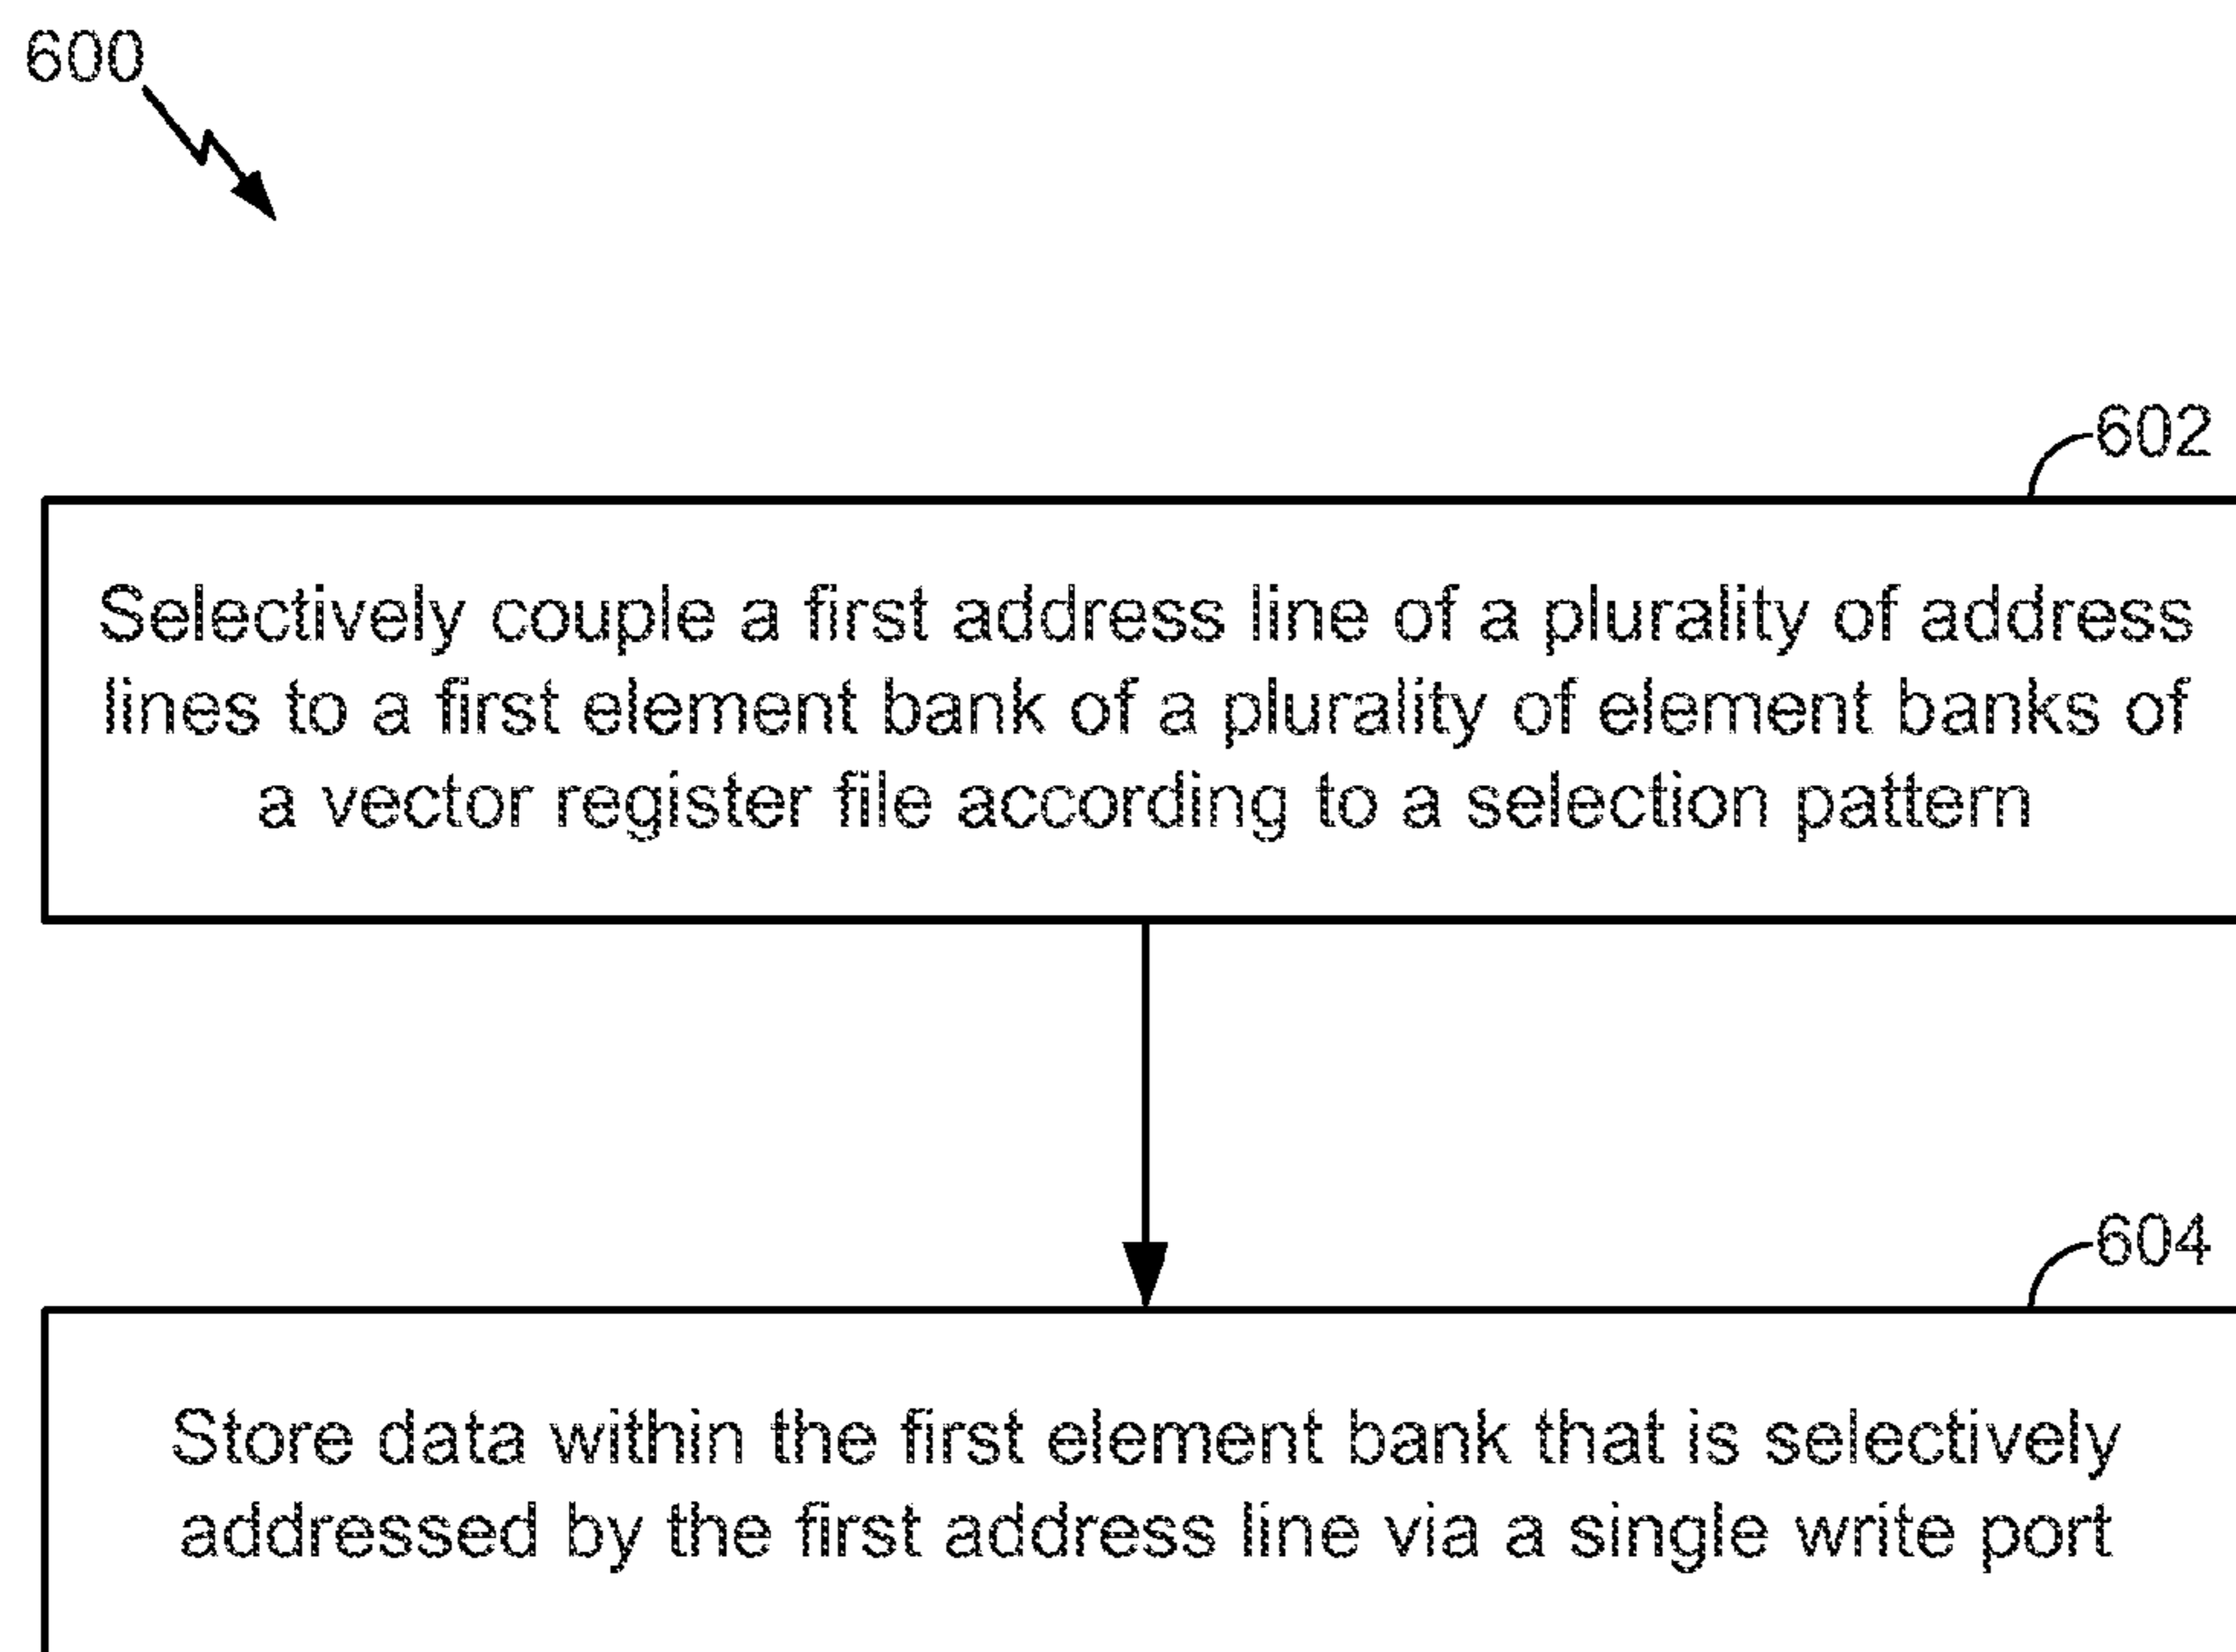 600
602
Selectively couple a first address line of a plurality of address
lines to a first element bank of a plurality of element banks of
a vector register file according to a selection pattern
604
Store data within the first element bank that is selectively
addressed by the first address line via a single write port